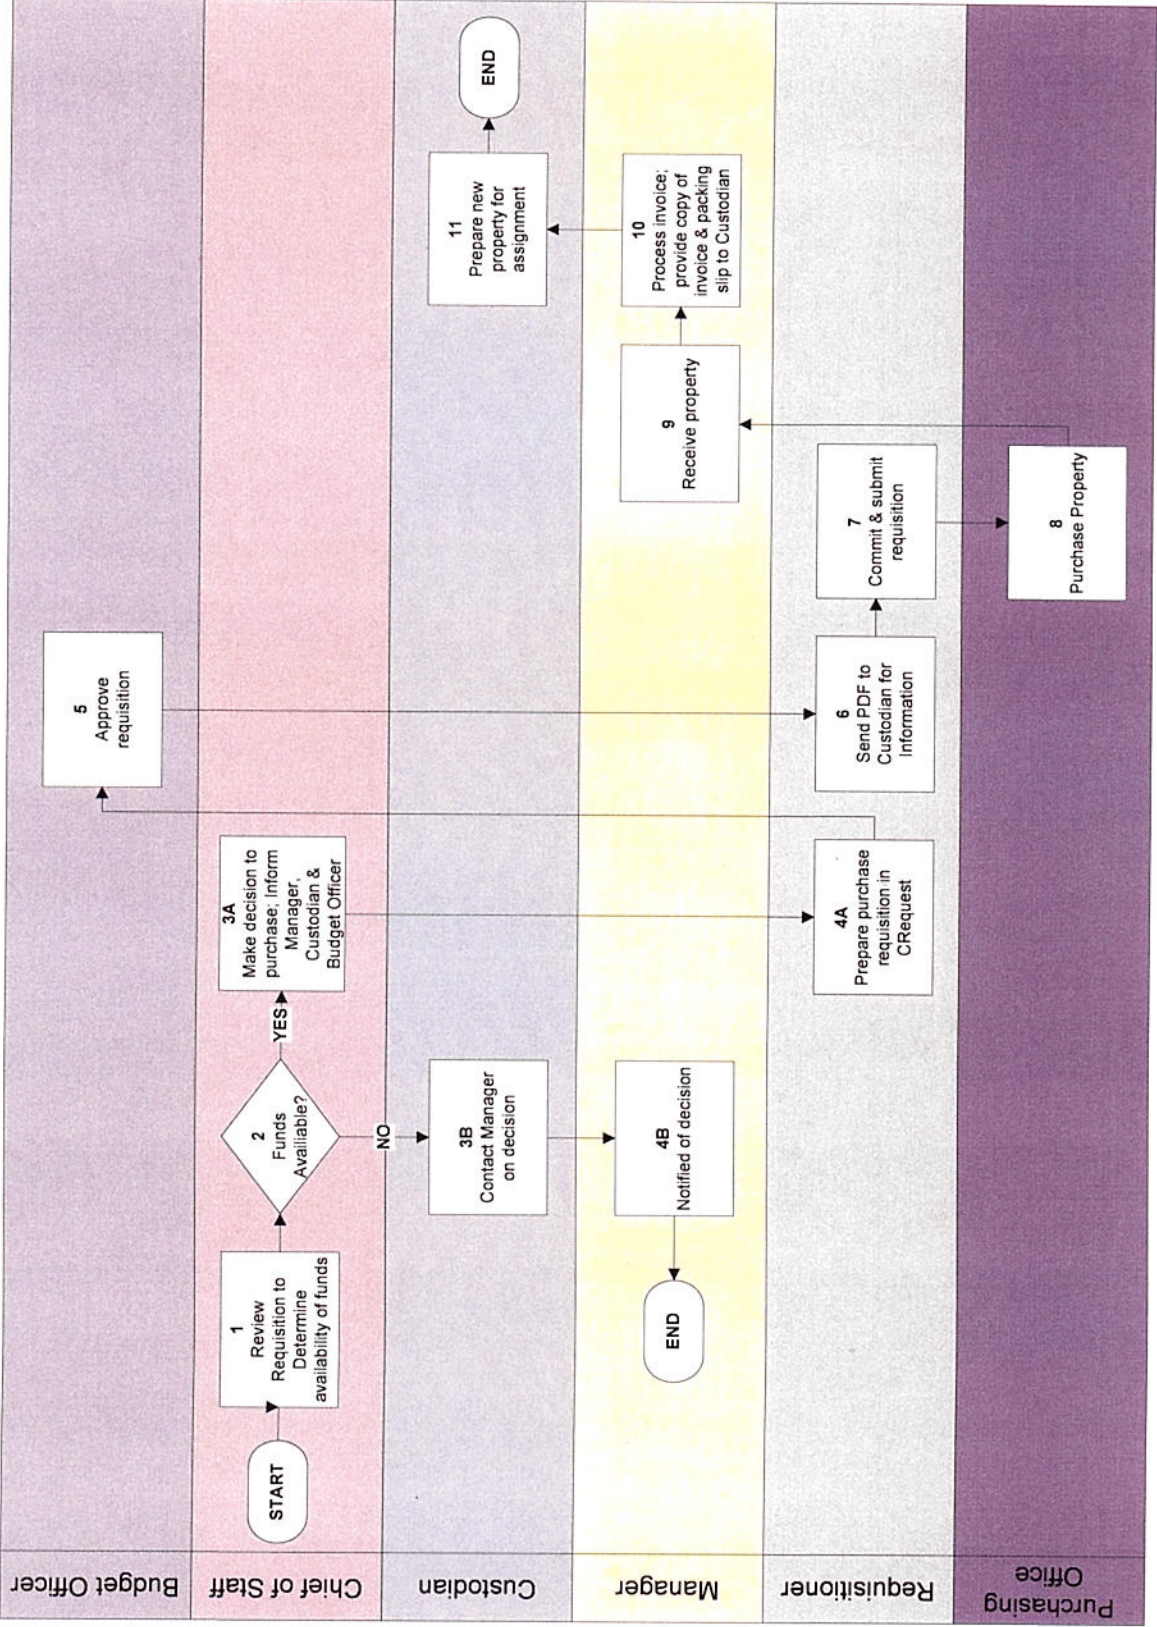 Budget Officer
Chief of Staff
Custodian
Manager
Requisitioner
Purchasing
Office
START
1
Review
Requisition to
Determine
availability of funds
2
Funds
Availiable?
YES
NO
3A
Make decision to
purchase; Inform
Manager,
Custodian &
Budget Officer
3B
Contact Manager
on decision
4B
Notified of decision
END
4A
Prepare purchase
requisition in
CRequest
5
Approve
requisition
6
Send PDF to
Custodian for
Information
7
Commit & submit
requisition
8
Purchase Property
9
Receive property
10
Process invoice;
provide copy of
invoice & packing
slip to Custodian
11
Prepare new
property for
assignment
END